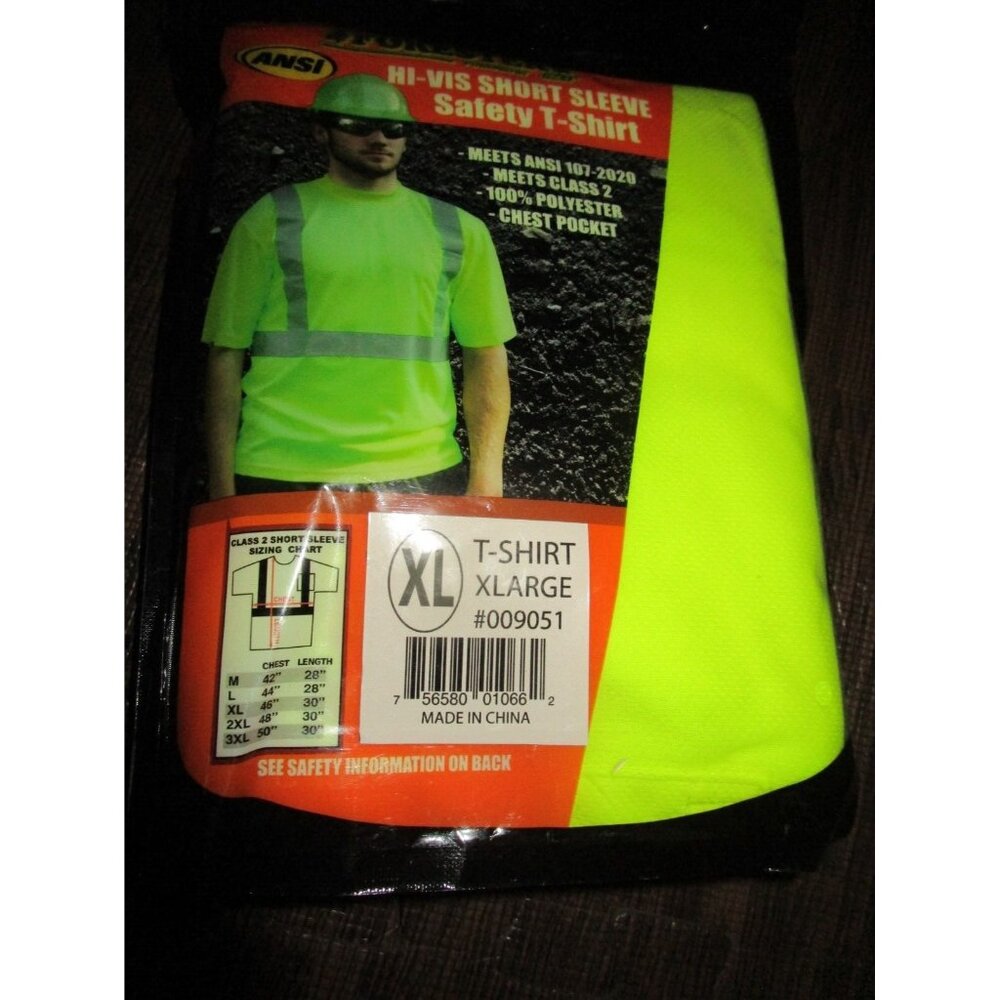 ANSI
HI-VIS SHORT SLEEVE
Safety T-Shirt
- MEETS ANSI 107-2020
- MEETS CLASS 2
- 100% POLYESTER
- CHEST POCKET
CLASS 2 SHORT SLEEVE
SIZING CHART
CHEST
LENGTH
CHEST LENGTH
M 42" 28"
L 44" 28"
XL 46" 30"
2XL 48" 30"
3XL 50" 30"
XL
T-SHIRT
XLARGE
#009051
7 56580 01066 2
MADE IN CHINA
SEE SAFETY INFORMATION ON BACK